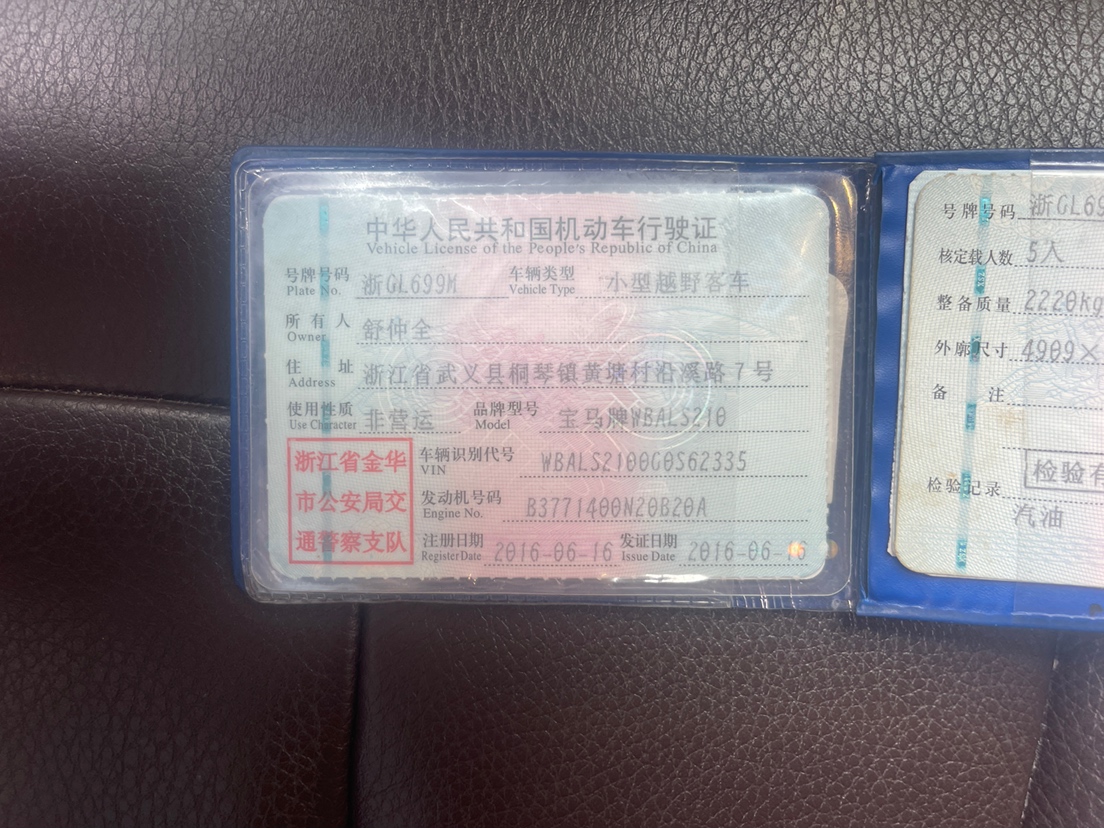 中华人民共和国机动车行驶证
Vehicle License of the People's Republic of China
号牌号码 Plate No. 浙GL699M 车辆类型 Vehicle Type 小型越野客车
所有人 Owner 舒仲全
住址 Address 浙江省武义县桐琴镇黄塘村沿溪路7号
使用性质 Use Character 非营运 品牌型号 Model 宝马牌WBALS210
浙江省金华
市公安局交
通警察支队
车辆识别代号 VIN WBALS2100G0S62335
发动机号码 Engine No. B3771400N20B20A
注册日期 Register Date 2016-06-16 发证日期 Issue Date 2016-06-16
号牌号码 浙GL69
核定载人数 5人
整备质量 2220kg
外廓尺寸 4909×
备注
检验有
检验记录
汽油